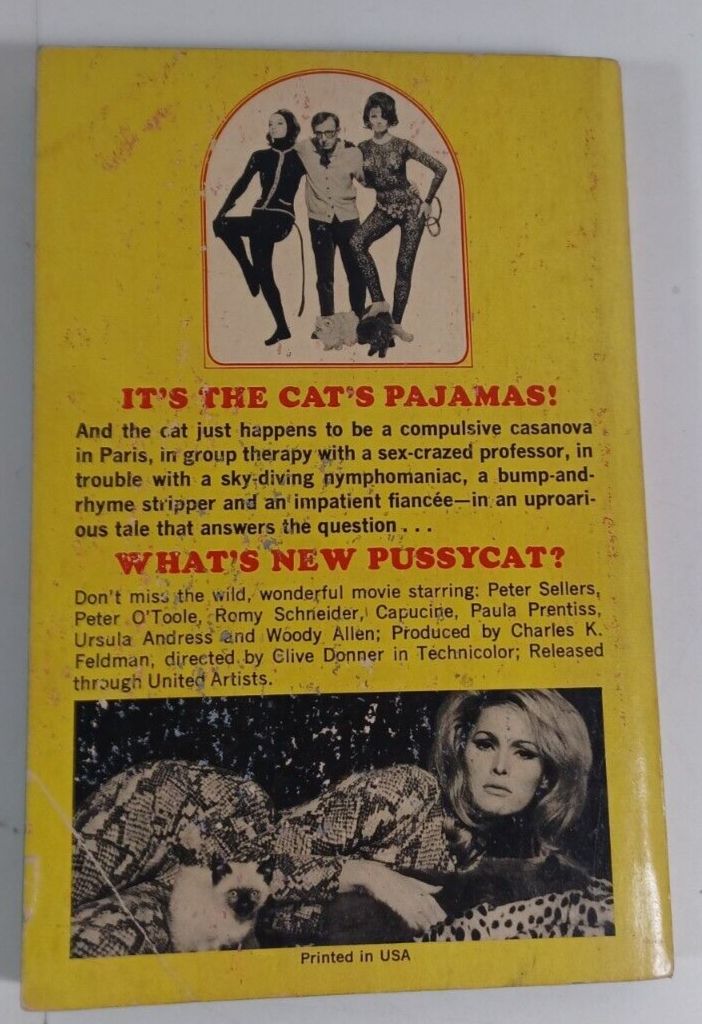 IT'S THE CAT'S PAJAMAS!
And the cat just happens to be a compulsive casanova
in Paris, in group therapy with a sex-crazed professor, in
trouble with a sky-diving nymphomaniac, a bump-and-
rhyme stripper and an impatient fiancée—in an uproari-
ous tale that answers the question . . .
WHAT'S NEW PUSSYCAT?
Don't miss the wild, wonderful movie starring: Peter Sellers,
Peter O'Toole, Romy Schneider, Capucine, Paula Prentiss,
Ursula Andress and Woody Allen; Produced by Charles K.
Feldman, directed by Clive Donner in Technicolor; Released
through United Artists.
Printed in USA